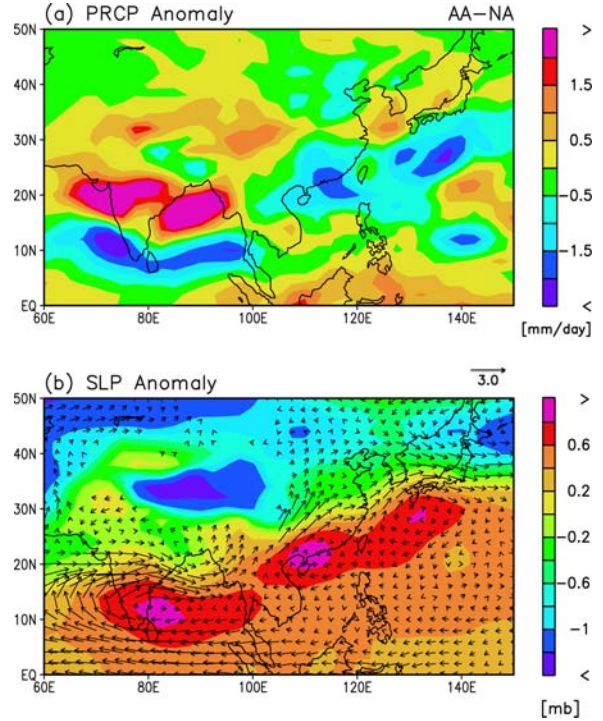 (a) PRCP Anomaly AA-NA
50N
40N
30N
20N
10N
EQ
60E 80E 100E 120E 140E
>
1.5
0.5
-0.5
-1.5
<
[mm/day]
(b) SLP Anomaly 3.0
50N
40N
30N
20N
10N
EQ
60E 80E 100E 120E 140E
>
0.6
0.2
-0.2
-0.6
-1
<
[mb]